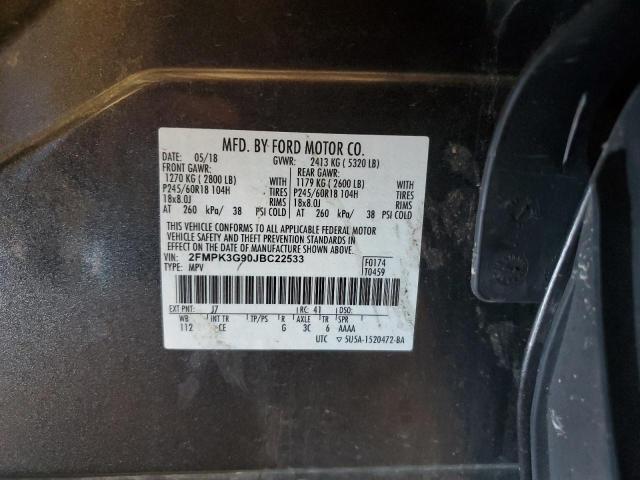 MFD. BY FORD MOTOR CO.
DATE: 05/18 GVWR: 2413 KG ( 5320 LB)
FRONT GAWR: REAR GAWR:
1270 KG ( 2800 LB) WITH 1179 KG ( 2600 LB) WITH
P245/60R18 104H TIRES P245/60R18 104H TIRES
18x8.0J RIMS 18x8.0J RIMS
AT 260 kPa/ 38 PSI COLD AT 260 kPa/ 38 PSI COLD
THIS VEHICLE CONFORMS TO ALL APPLICABLE FEDERAL MOTOR
VEHICLE SAFETY AND THEFT PREVENTION STANDARDS IN
EFFECT ON THE DATE OF MANUFACTURE SHOWN ABOVE.
VIN: 2FMPK3G90JBC22533 F0174
TYPE: MPV T0459
EXT PNT: J7 RC: 41 DSO:
WB INT TR TP/PS R AXLE TR SPR
112 CE G 3C 6 AAAA
UTC ▽ 5U5A-1520472-BA